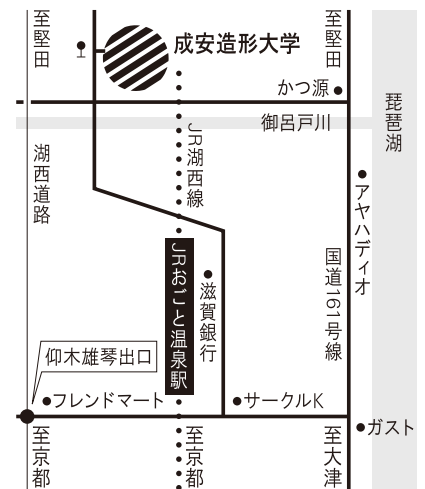 至堅田
成安造形大学
至堅田
かつ源
琵琶湖
御呂戸川
JR湖西線
湖西道路
アヤハディオ
国道161号線
JRおごと温泉駅
滋賀銀行
仰木雄琴出口
フレンドマート
サークルK
ガスト
至京都
至京都
至大津